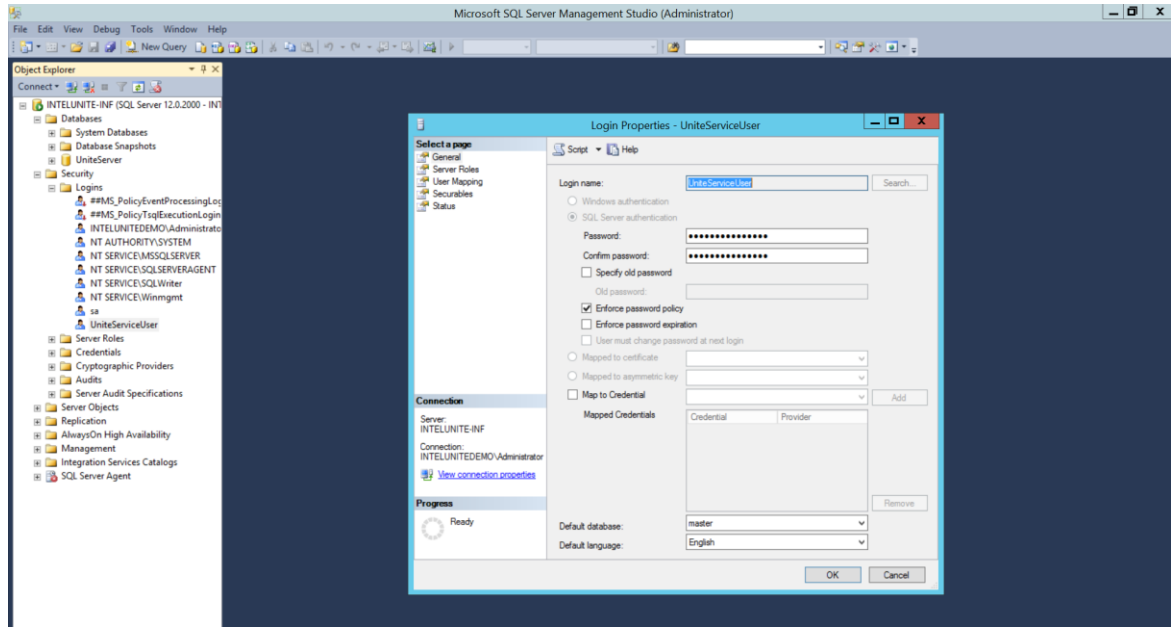 Microsoft SQL Server Management Studio (Administrator)
File Edit View Debug Tools Window Help
New Query
Object Explorer
Connect
INTELUNITE-INF (SQL Server 12.0.2000 - INT
Databases
System Databases
Database Snapshots
UniteServer
Security
Logins
##MS_PolicyEventProcessingLog
##MS_PolicyTsqlExecutionLogin
INTELUNITEDEMO\Administrato
NT AUTHORITY\SYSTEM
NT SERVICE\MSSQLSERVER
NT SERVICE\SQLSERVERAGENT
NT SERVICE\SQLWriter
NT SERVICE\Winmgmt
sa
UniteServiceUser
Server Roles
Credentials
Cryptographic Providers
Audits
Server Audit Specifications
Server Objects
Replication
AlwaysOn High Availability
Management
Integration Services Catalogs
SQL Server Agent
Login Properties - UniteServiceUser
Select a page
General
Server Roles
User Mapping
Securables
Status
Connection
Server:
INTELUNITE-INF
Connection:
INTELUNITEDEMO\Administrator
View connection properties
Progress
Ready
Script Help
Login name: UniteServiceUser Search...
Windows authentication
SQL Server authentication
Password: •••••••••••••••
Confirm password: •••••••••••••••
Specify old password
Old password:
Enforce password policy
Enforce password expiration
User must change password at next login
Mapped to certificate
Mapped to asymmetric key
Map to Credential Add
Mapped Credentials Credential Provider
Remove
Default database: master
Default language: English
OK Cancel